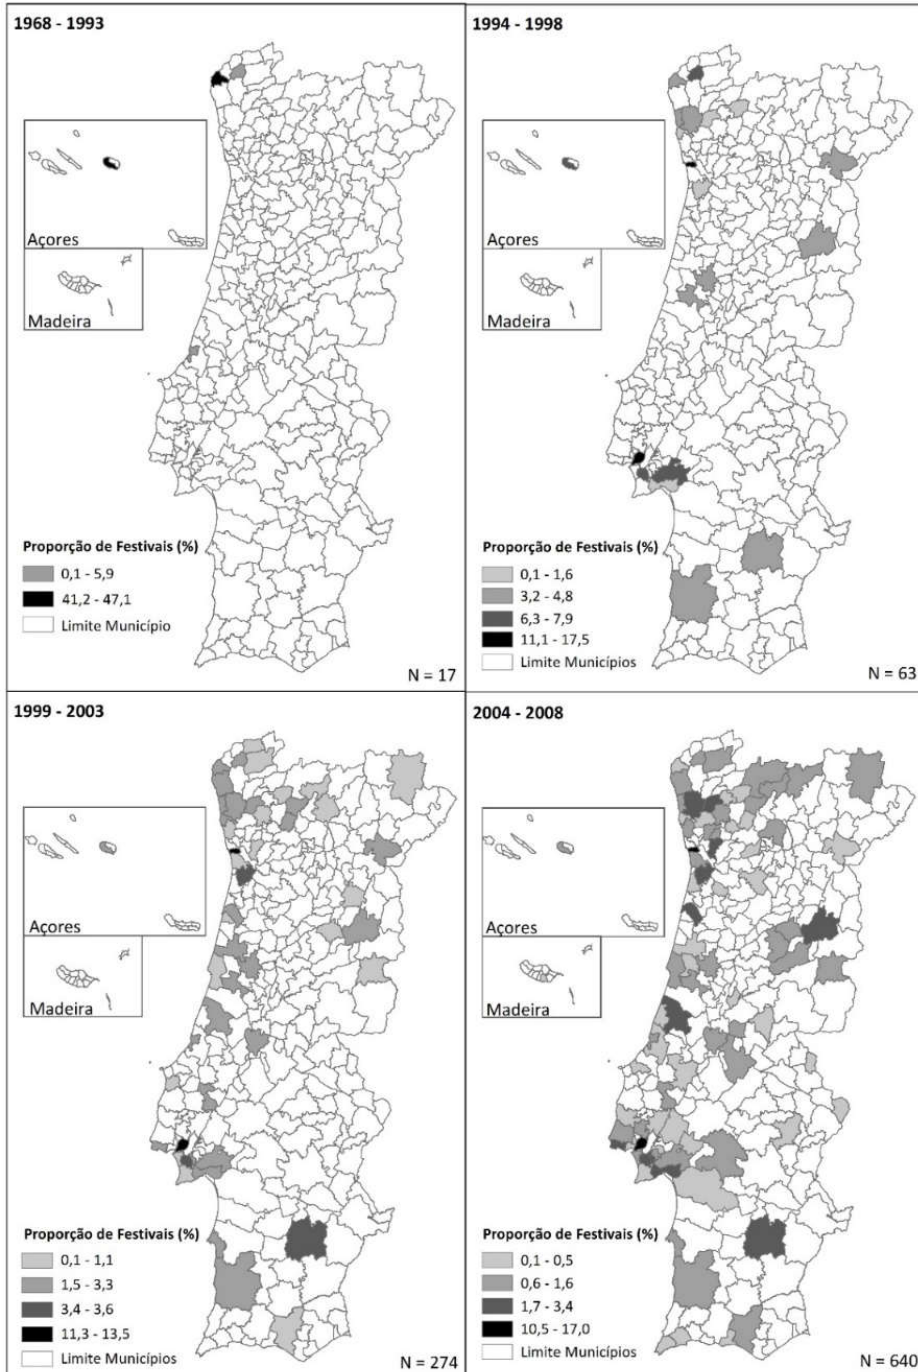 1968 - 1993
Açores
Madeira
Proporção de Festivais (%)
0,1 - 5,9
41,2 - 47,1
Limite Município
N = 17
1994 - 1998
Açores
Madeira
Proporção de Festivais (%)
0,1 - 1,6
3,2 - 4,8
6,3 - 7,9
11,1 - 17,5
Limite Municípios
N = 63
1999 - 2003
Açores
Madeira
Proporção de Festivais (%)
0,1 - 1,1
1,5 - 3,3
3,4 - 3,6
11,3 - 13,5
Limite Municípios
N = 274
2004 - 2008
Açores
Madeira
Proporção de Festivais (%)
0,1 - 0,5
0,6 - 1,6
1,7 - 3,4
10,5 - 17,0
Limite Municípios
N = 640